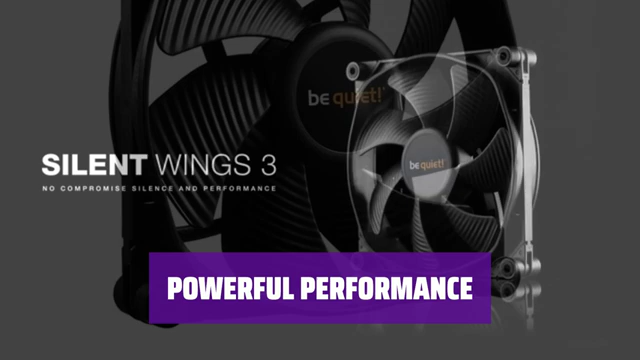 be quiet!®
be quiet!
SILENT WINGS 3
NO COMPROMISE SILENCE AND PERFORMANCE
POWERFUL PERFORMANCE